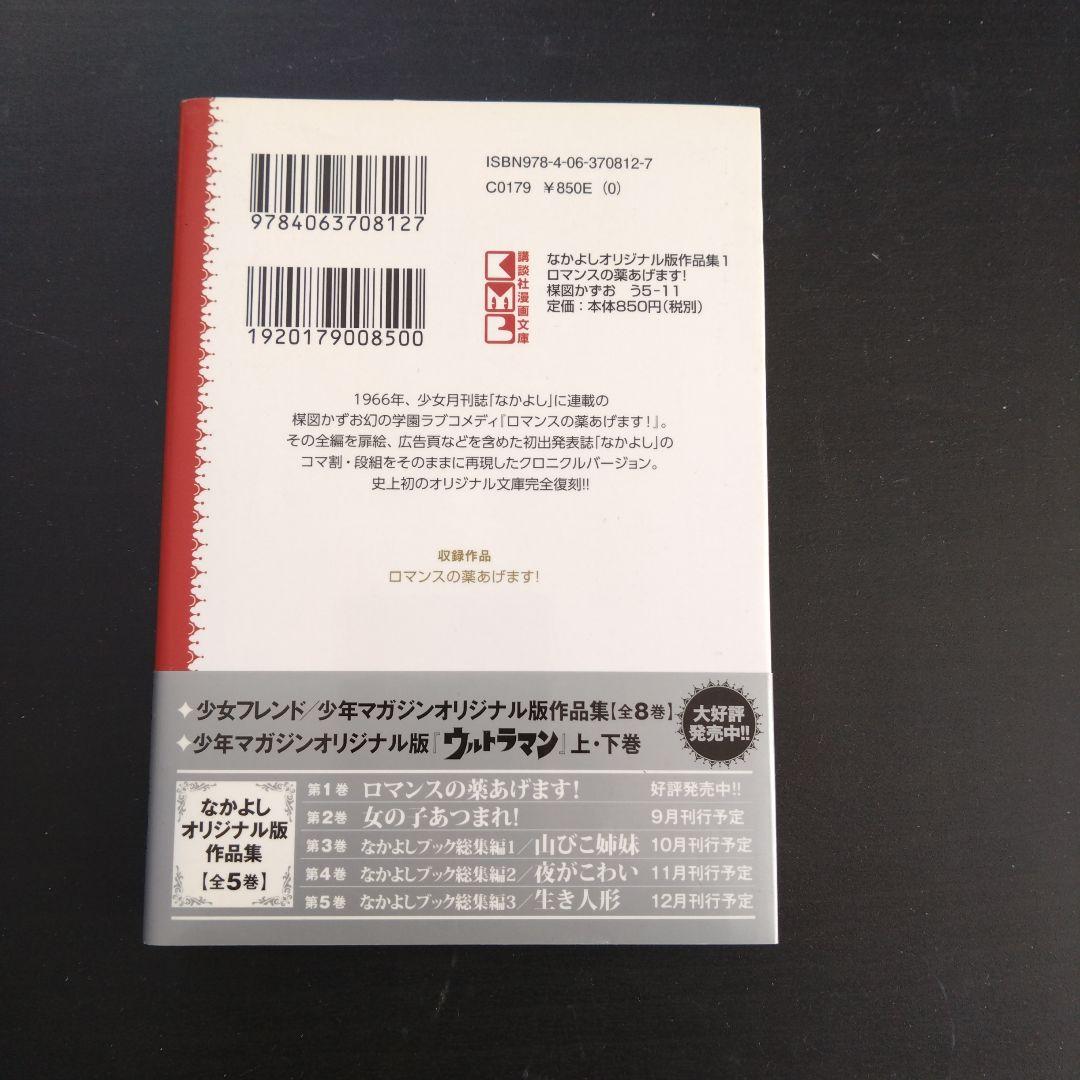 9784063708127
1920179008500
ISBN978-4-06-370812-7
C0179 ¥850E (0)
KMB
講談社漫画文庫
なかよしオリジナル版作品集1
ロマンスの薬あげます!
楳図かずお う5-11
定価:本体850円(税別)
1966年、少女月刊誌「なかよし」に連載の
楳図かずお幻の学園ラブコメディ『ロマンスの薬あげます!』。
その全編を扉絵、広告頁などを含めた初出発表誌「なかよし」の
コマ割・段組をそのままに再現したクロニクルバージョン。
史上初のオリジナル文庫完全復刻!!
収録作品
ロマンスの薬あげます!
少女フレンド/少年マガジンオリジナル版作品集【全8巻】
少年マガジンオリジナル版『ウルトラマン』上・下巻
大好評
発売中!!
なかよし
オリジナル版
作品集
【全5巻】
第1巻 ロマンスの薬あげます! 好評発売中!!
第2巻 女の子あつまれ! 9月刊行予定
第3巻 なかよしブック総集編1/山びこ姉妹 10月刊行予定
第4巻 なかよしブック総集編2/夜がこわい 11月刊行予定
第5巻 なかよしブック総集編3/生き人形 12月刊行予定